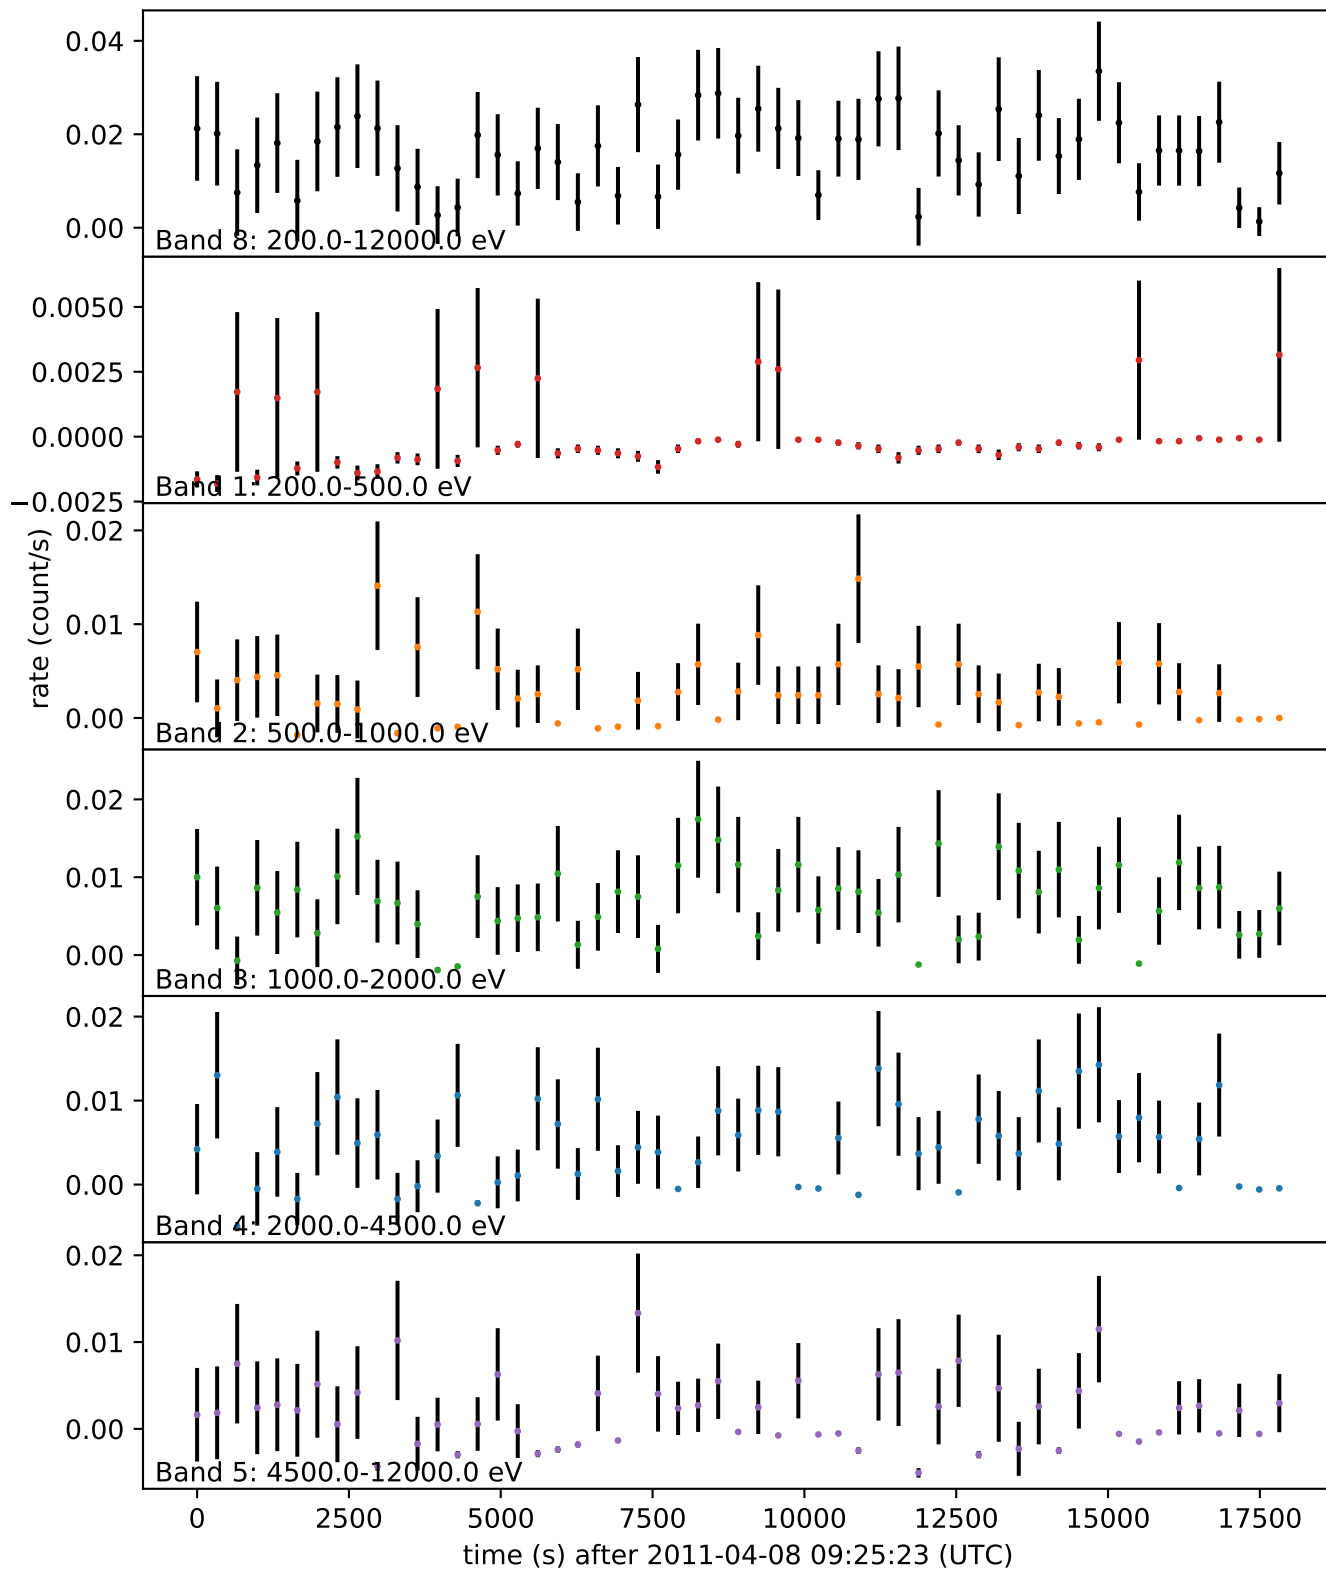 0.04
0.02
0.00
Band 8: 200.0-12000.0 eV
0.0050
0.0025
0.0000
−0.0025
Band 1: 200.0-500.0 eV
rate (count/s)
0.02
0.01
0.00
Band 2: 500.0-1000.0 eV
0.02
0.01
0.00
Band 3: 1000.0-2000.0 eV
0.02
0.01
0.00
Band 4: 2000.0-4500.0 eV
0.02
0.01
0.00
Band 5: 4500.0-12000.0 eV
0 2500 5000 7500 10000 12500 15000 17500
time (s) after 2011-04-08 09:25:23 (UTC)